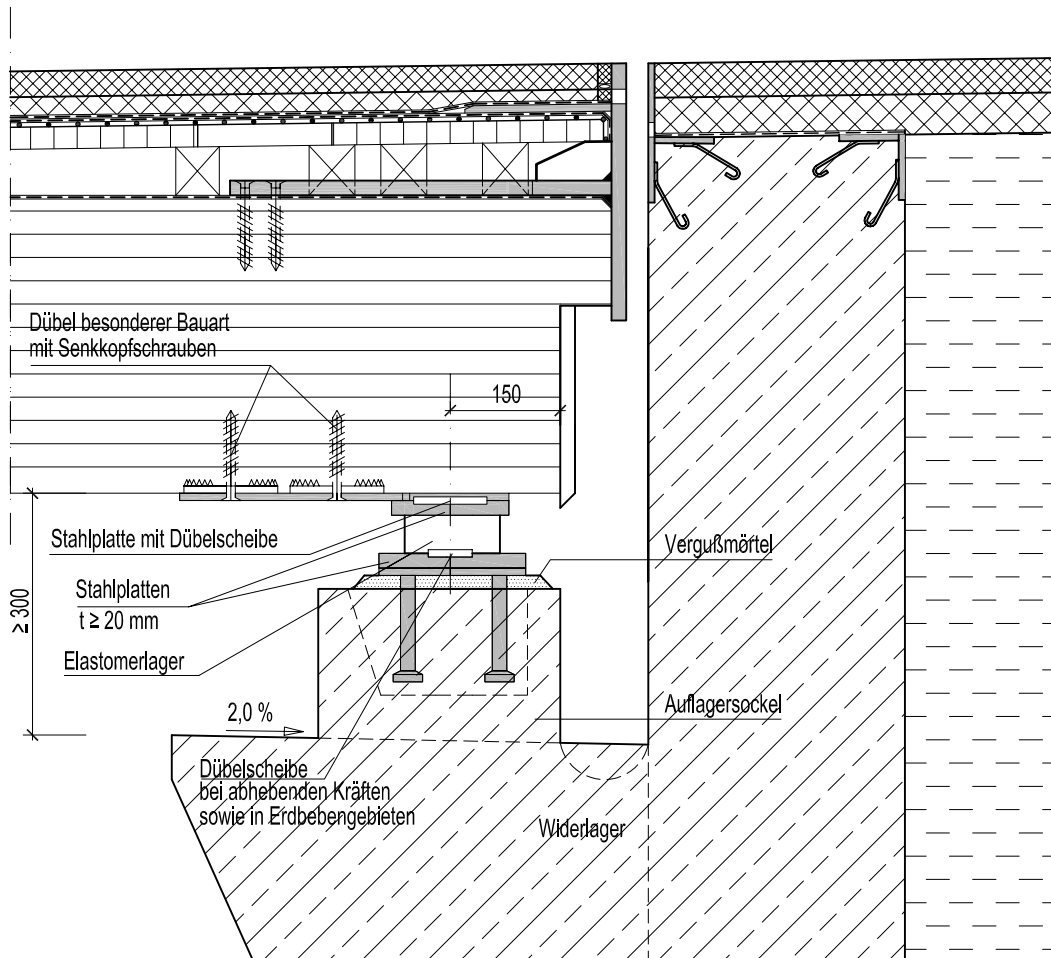 Dübel besonderer Bauart
mit Senkkopfschrauben
150
Stahlplatte mit Dübelscheibe
Vergußmörtel
Stahlplatten
t ≥ 20 mm
≥ 300
Elastomerlager
Auflagersockel
2,0 %
Dübelscheibe
bei abhebenden Kräften
sowie in Erdbebengebieten
Widerlager